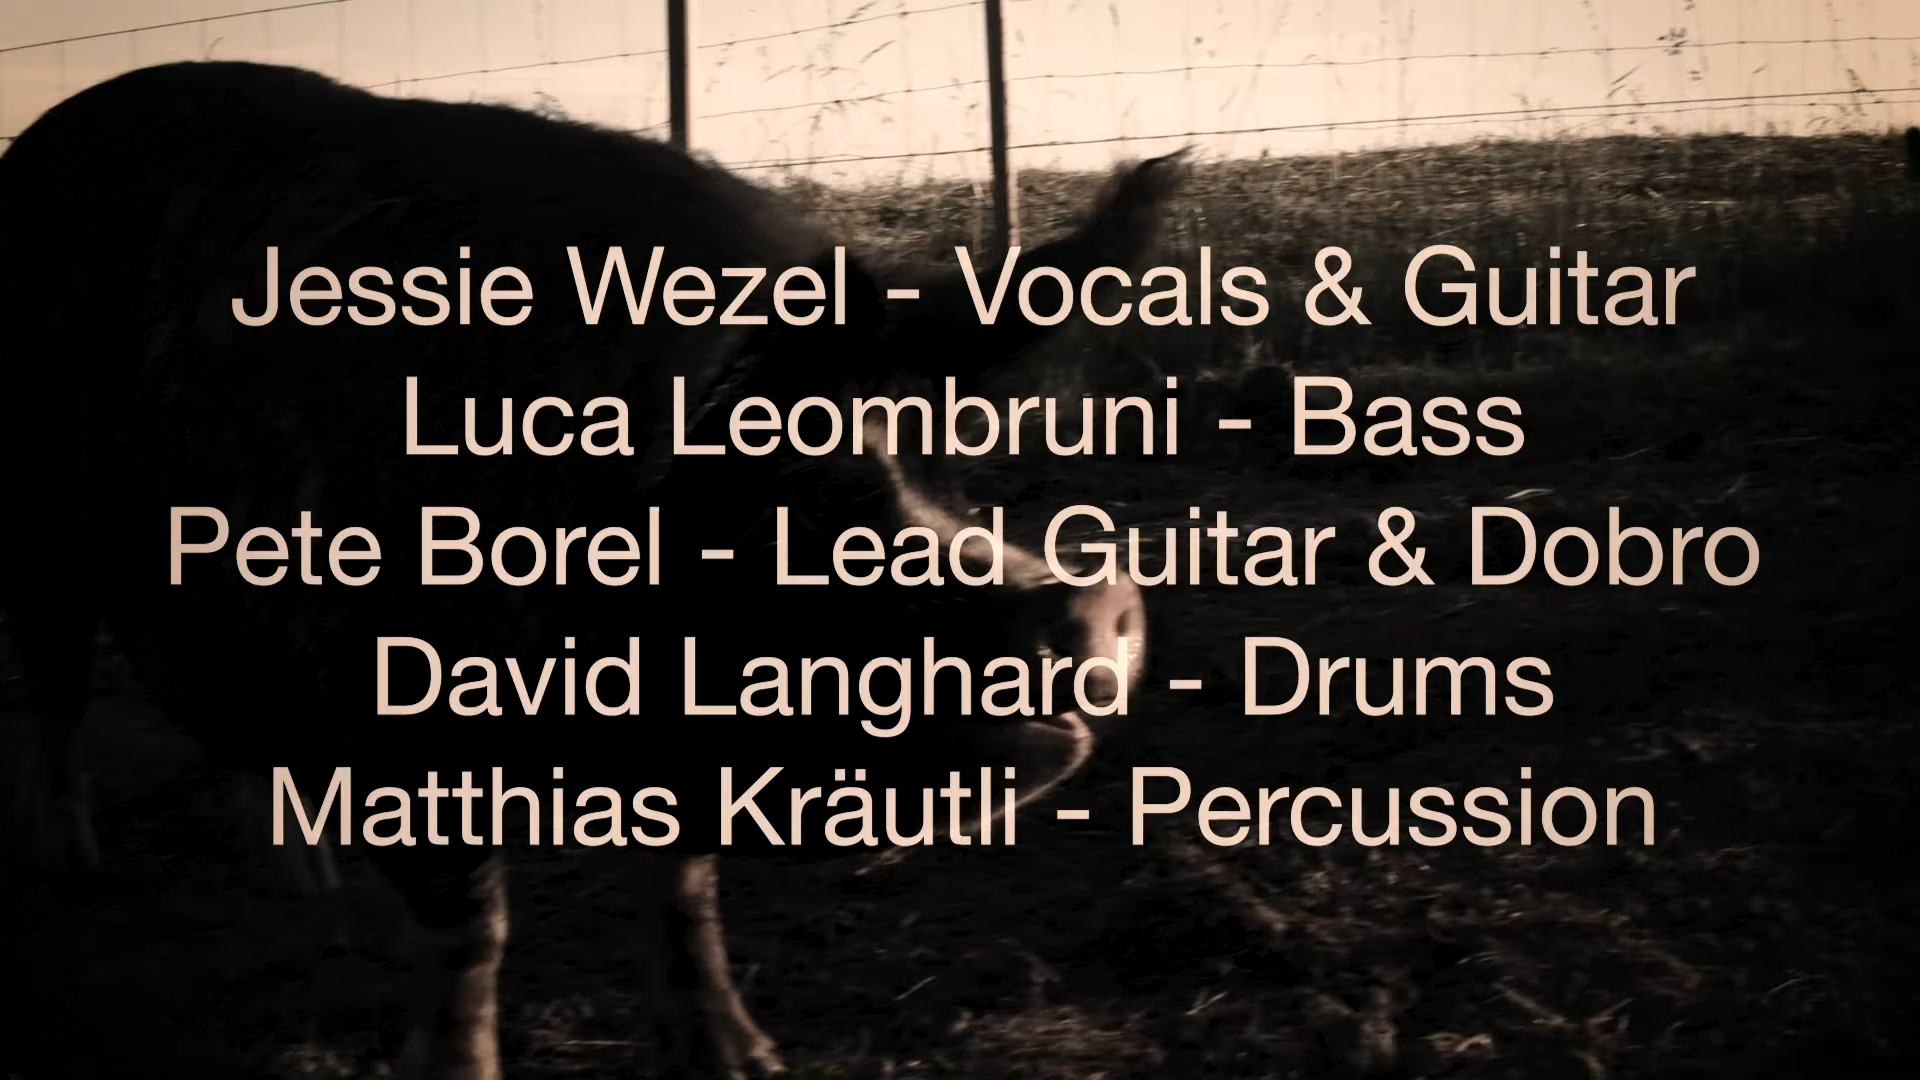 Jessie Wezel - Vocals & Guitar
Luca Leombruni - Bass
Pete Borel - Lead Guitar & Dobro
David Langhard - Drums
Matthias Kräutli - Percussion